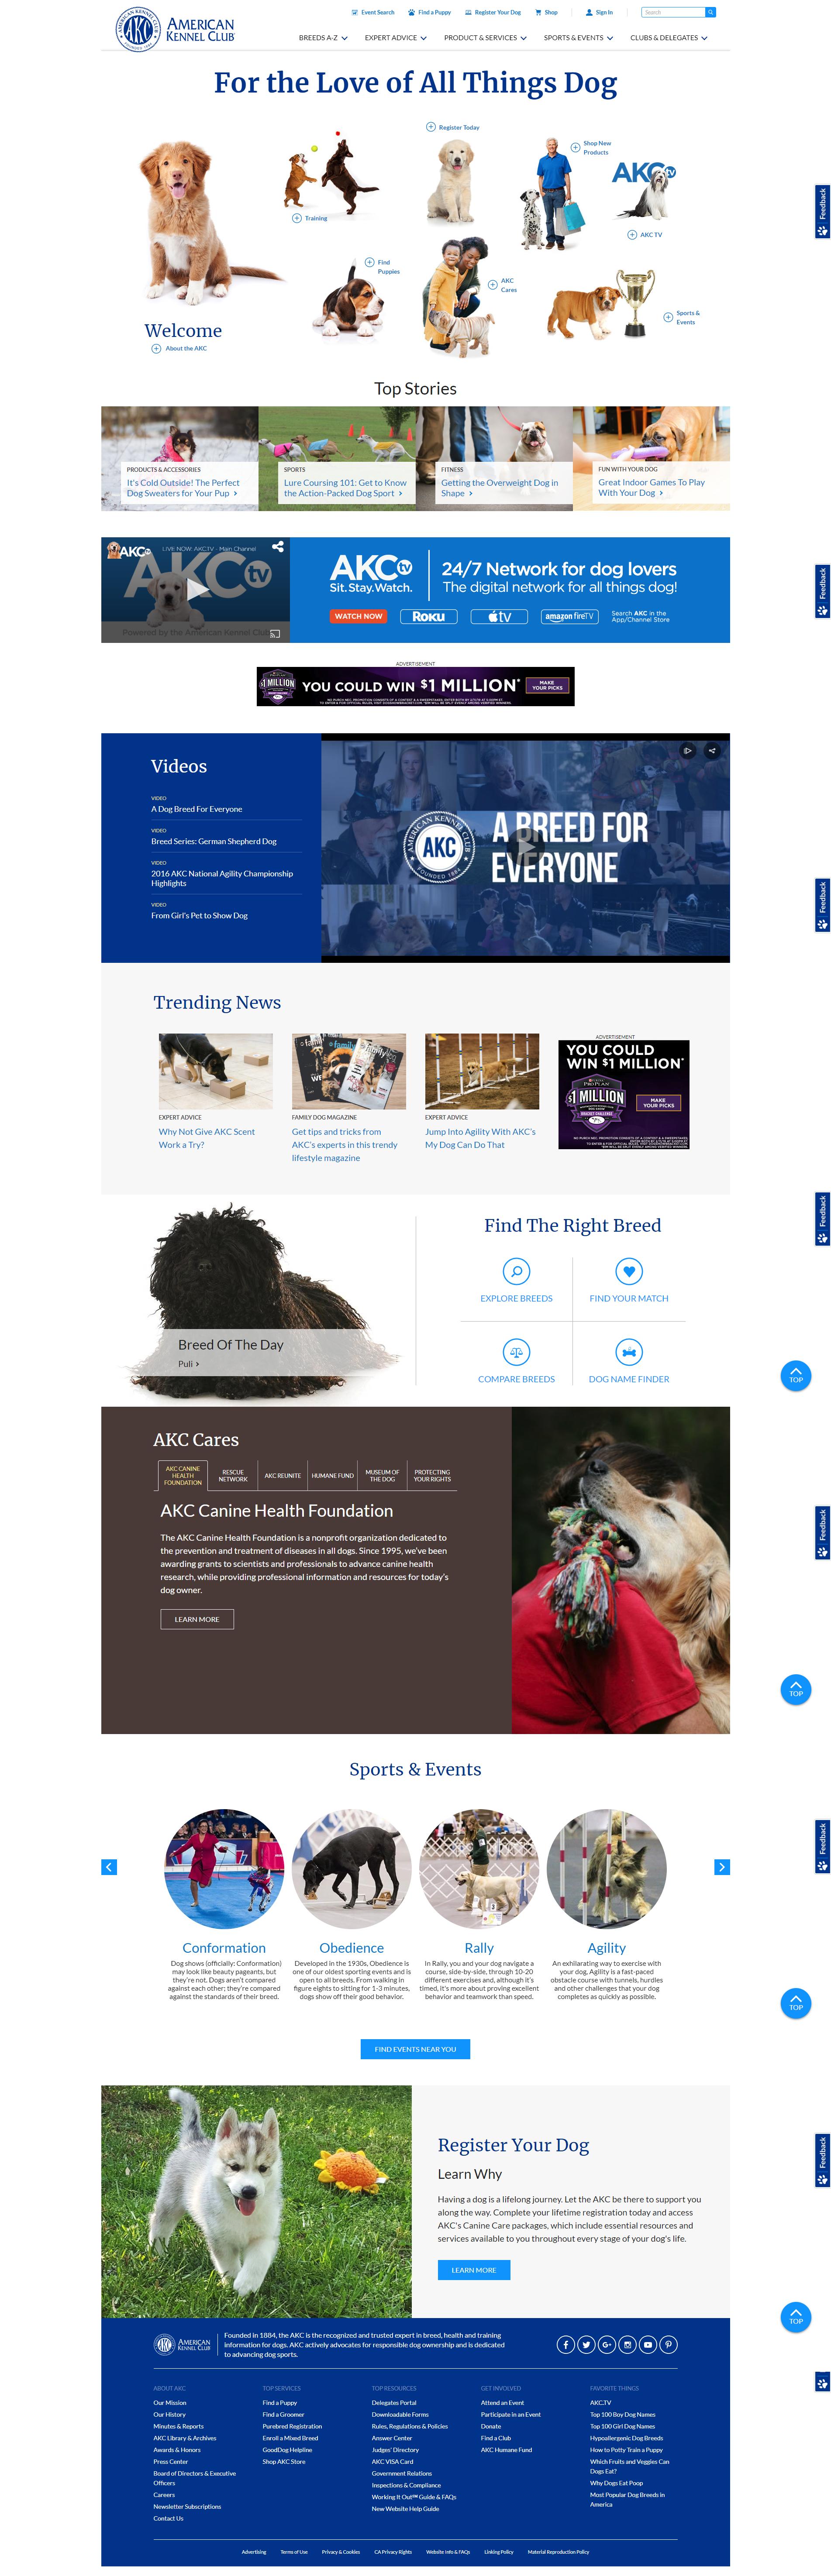 AMERICAN KENNEL CLUB
Event Search
Find a Puppy
Register Your Dog
Shop
Sign In
Search
BREEDS A-Z
EXPERT ADVICE
PRODUCT & SERVICES
SPORTS & EVENTS
CLUBS & DELEGATES
For the Love of All Things Dog
Register Today
Shop New
Products
AKC tv
Training
AKC TV
Find
Puppies
AKC
Cares
Sports &
Events
Welcome
About the AKC
Feedback
Top Stories
PRODUCTS & ACCESSORIES
It's Cold Outside! The Perfect
Dog Sweaters for Your Pup
SPORTS
Lure Coursing 101: Get to Know
the Action-Packed Dog Sport
FITNESS
Getting the Overweight Dog in
Shape
FUN WITH YOUR DOG
Great Indoor Games To Play
With Your Dog
AKC tv
LIVE NOW: AKC.TV - Main Channel
AKC tv
Powered by the American Kennel Club
AKC tv
Sit. Stay. Watch.
24/7 Network for dog lovers
The digital network for all things dog!
WATCH NOW
ROKU
tv
amazon fireTV
Search AKC in the
App/Channel Store
Feedback
ADVERTISEMENT
$1 MILLION
YOU COULD WIN $1 MILLION*
MAKE
YOUR PICKS
Videos
VIDEO
A Dog Breed For Everyone
VIDEO
Breed Series: German Shepherd Dog
VIDEO
2016 AKC National Agility Championship
Highlights
VIDEO
From Girl's Pet to Show Dog
AMERICAN KENNEL CLUB
AKC
FOUNDED 1884
A BREED FOR
EVERYONE
Feedback
Trending News
EXPERT ADVICE
Why Not Give AKC Scent
Work a Try?
FAMILY DOG MAGAZINE
Get tips and tricks from
AKC's experts in this trendy
lifestyle magazine
EXPERT ADVICE
Jump Into Agility With AKC's
My Dog Can Do That
ADVERTISEMENT
YOU COULD
WIN $1 MILLION*
PRO PLAN
$1 MILLION
MAKE
YOUR PICKS
Feedback
Breed Of The Day
Puli
Find The Right Breed
EXPLORE BREEDS
FIND YOUR MATCH
COMPARE BREEDS
DOG NAME FINDER
TOP
AKC Cares
AKC CANINE
HEALTH
FOUNDATION
RESCUE
NETWORK
AKC REUNITE
HUMANE FUND
MUSEUM OF
THE DOG
PROTECTING
YOUR RIGHTS
AKC Canine Health Foundation
The AKC Canine Health Foundation is a nonprofit organization dedicated to
the prevention and treatment of diseases in all dogs. Since 1995, we've been
awarding grants to scientists and professionals to advance canine health
research, while providing professional information and resources for today's
dog owner.
LEARN MORE
Feedback
TOP
Sports & Events
Conformation
Dog shows (officially: Conformation)
may look like beauty pageants, but
they're not. Dogs aren't compared
against each other; they're compared
against the standards of their breed.
Obedience
Developed in the 1930s, Obedience is
one of our oldest sporting events and is
open to all breeds. From walking in
figure eights to sitting for 1-3 minutes,
dogs show off their good behavior.
Rally
In Rally, you and your dog navigate a
course, side-by-side, through 10-20
different exercises and, although it's
timed, it's more about proving excellent
behavior and teamwork than speed.
Agility
An exhilarating way to exercise with
your dog, Agility is a fast-paced
obstacle course with tunnels, hurdles
and other challenges that your dog
completes as quickly as possible.
Feedback
TOP
FIND EVENTS NEAR YOU
Register Your Dog
Learn Why
Having a dog is a lifelong journey. Let the AKC be there to support you
along the way. Complete your lifetime registration today and access
AKC's Canine Care packages, which include essential resources and
services available to you throughout every stage of your dog's life.
LEARN MORE
Feedback
TOP
AMERICAN
KENNEL CLUB
Founded in 1884, the AKC is the recognized and trusted expert in breed, health and training
information for dogs. AKC actively advocates for responsible dog ownership and is dedicated
to advancing dog sports.
ABOUT AKC
Our Mission
Our History
Minutes & Reports
AKC Library & Archives
Awards & Honors
Press Center
Board of Directors & Executive
Officers
Careers
Newsletter Subscriptions
Contact Us
TOP SERVICES
Find a Puppy
Find a Groomer
Purebred Registration
Enroll a Mixed Breed
GoodDog Helpline
Shop AKC Store
TOP RESOURCES
Delegates Portal
Downloadable Forms
Rules, Regulations & Policies
Answer Center
Judges' Directory
AKC VISA Card
Government Relations
Inspections & Compliance
Working It Out℠ Guide & FAQs
New Website Help Guide
GET INVOLVED
Attend an Event
Participate in an Event
Donate
Find a Club
AKC Humane Fund
FAVORITE THINGS
AKC.TV
Top 100 Boy Dog Names
Top 100 Girl Dog Names
Hypoallergenic Dog Breeds
How to Potty Train a Puppy
Which Fruits and Veggies Can
Dogs Eat?
Why Dogs Eat Poop
Most Popular Dog Breeds in
America
Advertising
Terms of Use
Privacy & Cookies
CA Privacy Rights
Website Info & FAQs
Linking Policy
Material Reproduction Policy